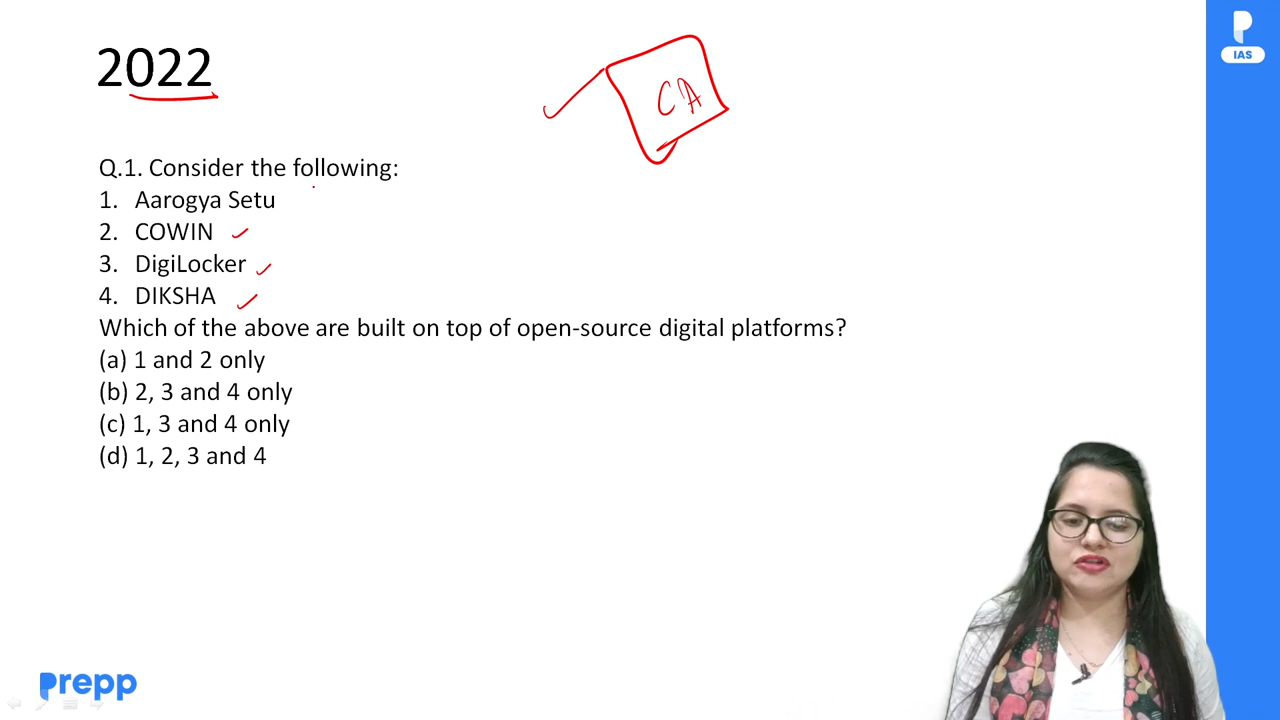 2022
CA
IAS
Q.1. Consider the following:
1. Aarogya Setu
2. COWIN
3. DigiLocker
4. DIKSHA
Which of the above are built on top of open-source digital platforms?
(a) 1 and 2 only
(b) 2, 3 and 4 only
(c) 1, 3 and 4 only
(d) 1, 2, 3 and 4
Prepp